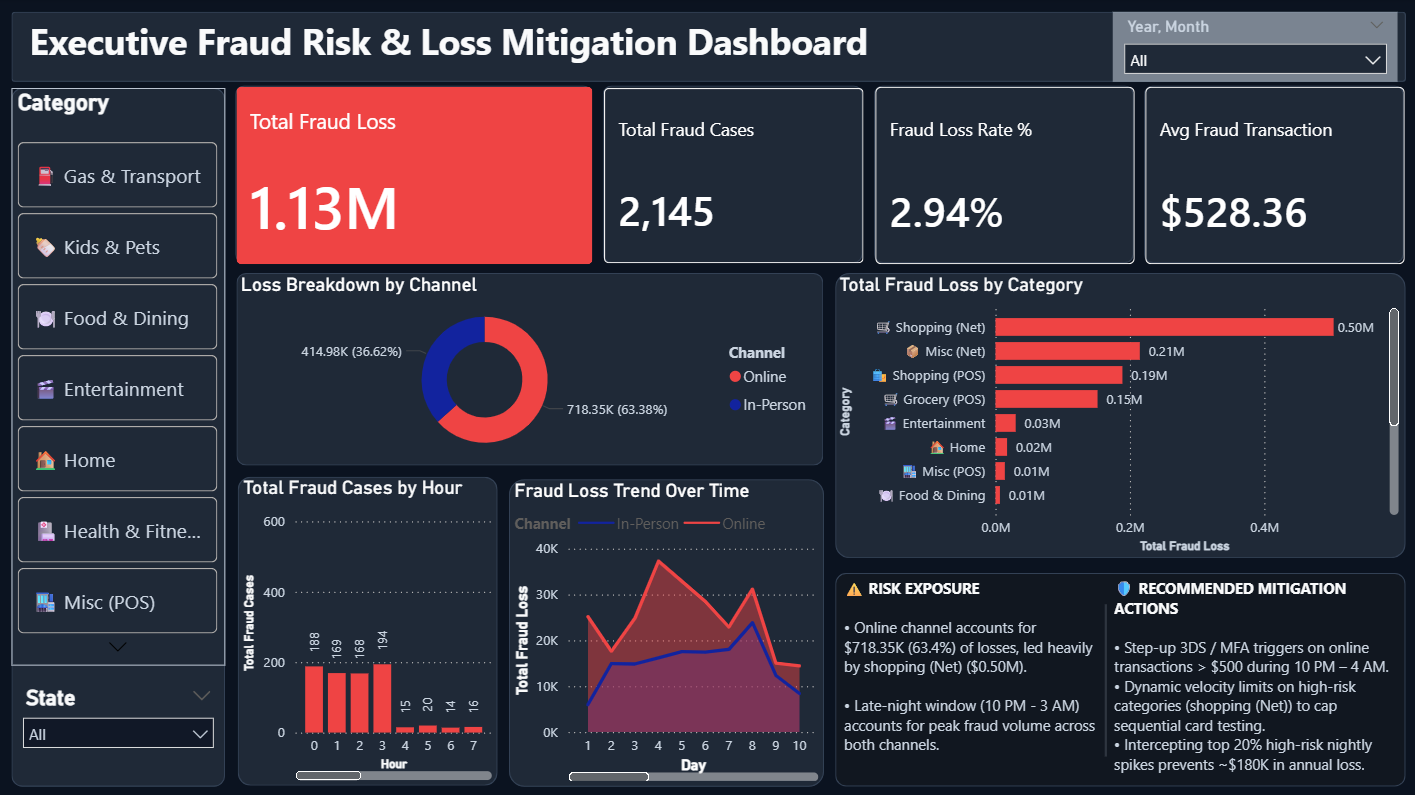 Executive Fraud Risk & Loss Mitigation Dashboard
Year, Month
All
Category
Gas & Transport
Kids & Pets
Food & Dining
Entertainment
Home
Health & Fitne...
Misc (POS)
State
All
Total Fraud Loss
1.13M
Total Fraud Cases
2,145
Fraud Loss Rate %
2.94%
Avg Fraud Transaction
$528.36
Loss Breakdown by Channel
414.98K (36.62%)
718.35K (63.38%)
Channel
Online
In-Person
Total Fraud Loss by Category
Category
Shopping (Net) 0.50M
Misc (Net) 0.21M
Shopping (POS) 0.19M
Grocery (POS) 0.15M
Entertainment 0.03M
Home 0.02M
Misc (POS) 0.01M
Food & Dining 0.01M
0.0M 0.2M 0.4M
Total Fraud Loss
Total Fraud Cases by Hour
Total Fraud Cases
600
400
200
0
188 169 168 194 15 20 14 16
0 1 2 3 4 5 6 7
Hour
Fraud Loss Trend Over Time
Channel In-Person Online
Total Fraud Loss
40K
30K
20K
10K
0K
1 2 3 4 5 6 7 8 9 10
Day
RISK EXPOSURE
• Online channel accounts for
$718.35K (63.4%) of losses, led heavily
by shopping (Net) ($0.50M).
• Late-night window (10 PM - 3 AM)
accounts for peak fraud volume across
both channels.
RECOMMENDED MITIGATION
ACTIONS
• Step-up 3DS / MFA triggers on online
transactions > $500 during 10 PM – 4 AM.
• Dynamic velocity limits on high-risk
categories (shopping (Net)) to cap
sequential card testing.
• Intercepting top 20% high-risk nightly
spikes prevents ~$180K in annual loss.